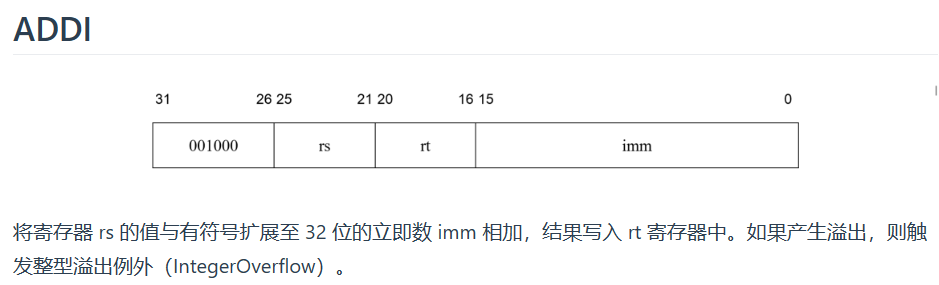 ADDI
31 26 25 21 20 16 15 0
001000 rs rt imm
将寄存器 rs 的值与有符号扩展至 32 位的立即数 imm 相加，结果写入 rt 寄存器中。如果产生溢出，则触
发整型溢出例外（IntegerOverflow）。